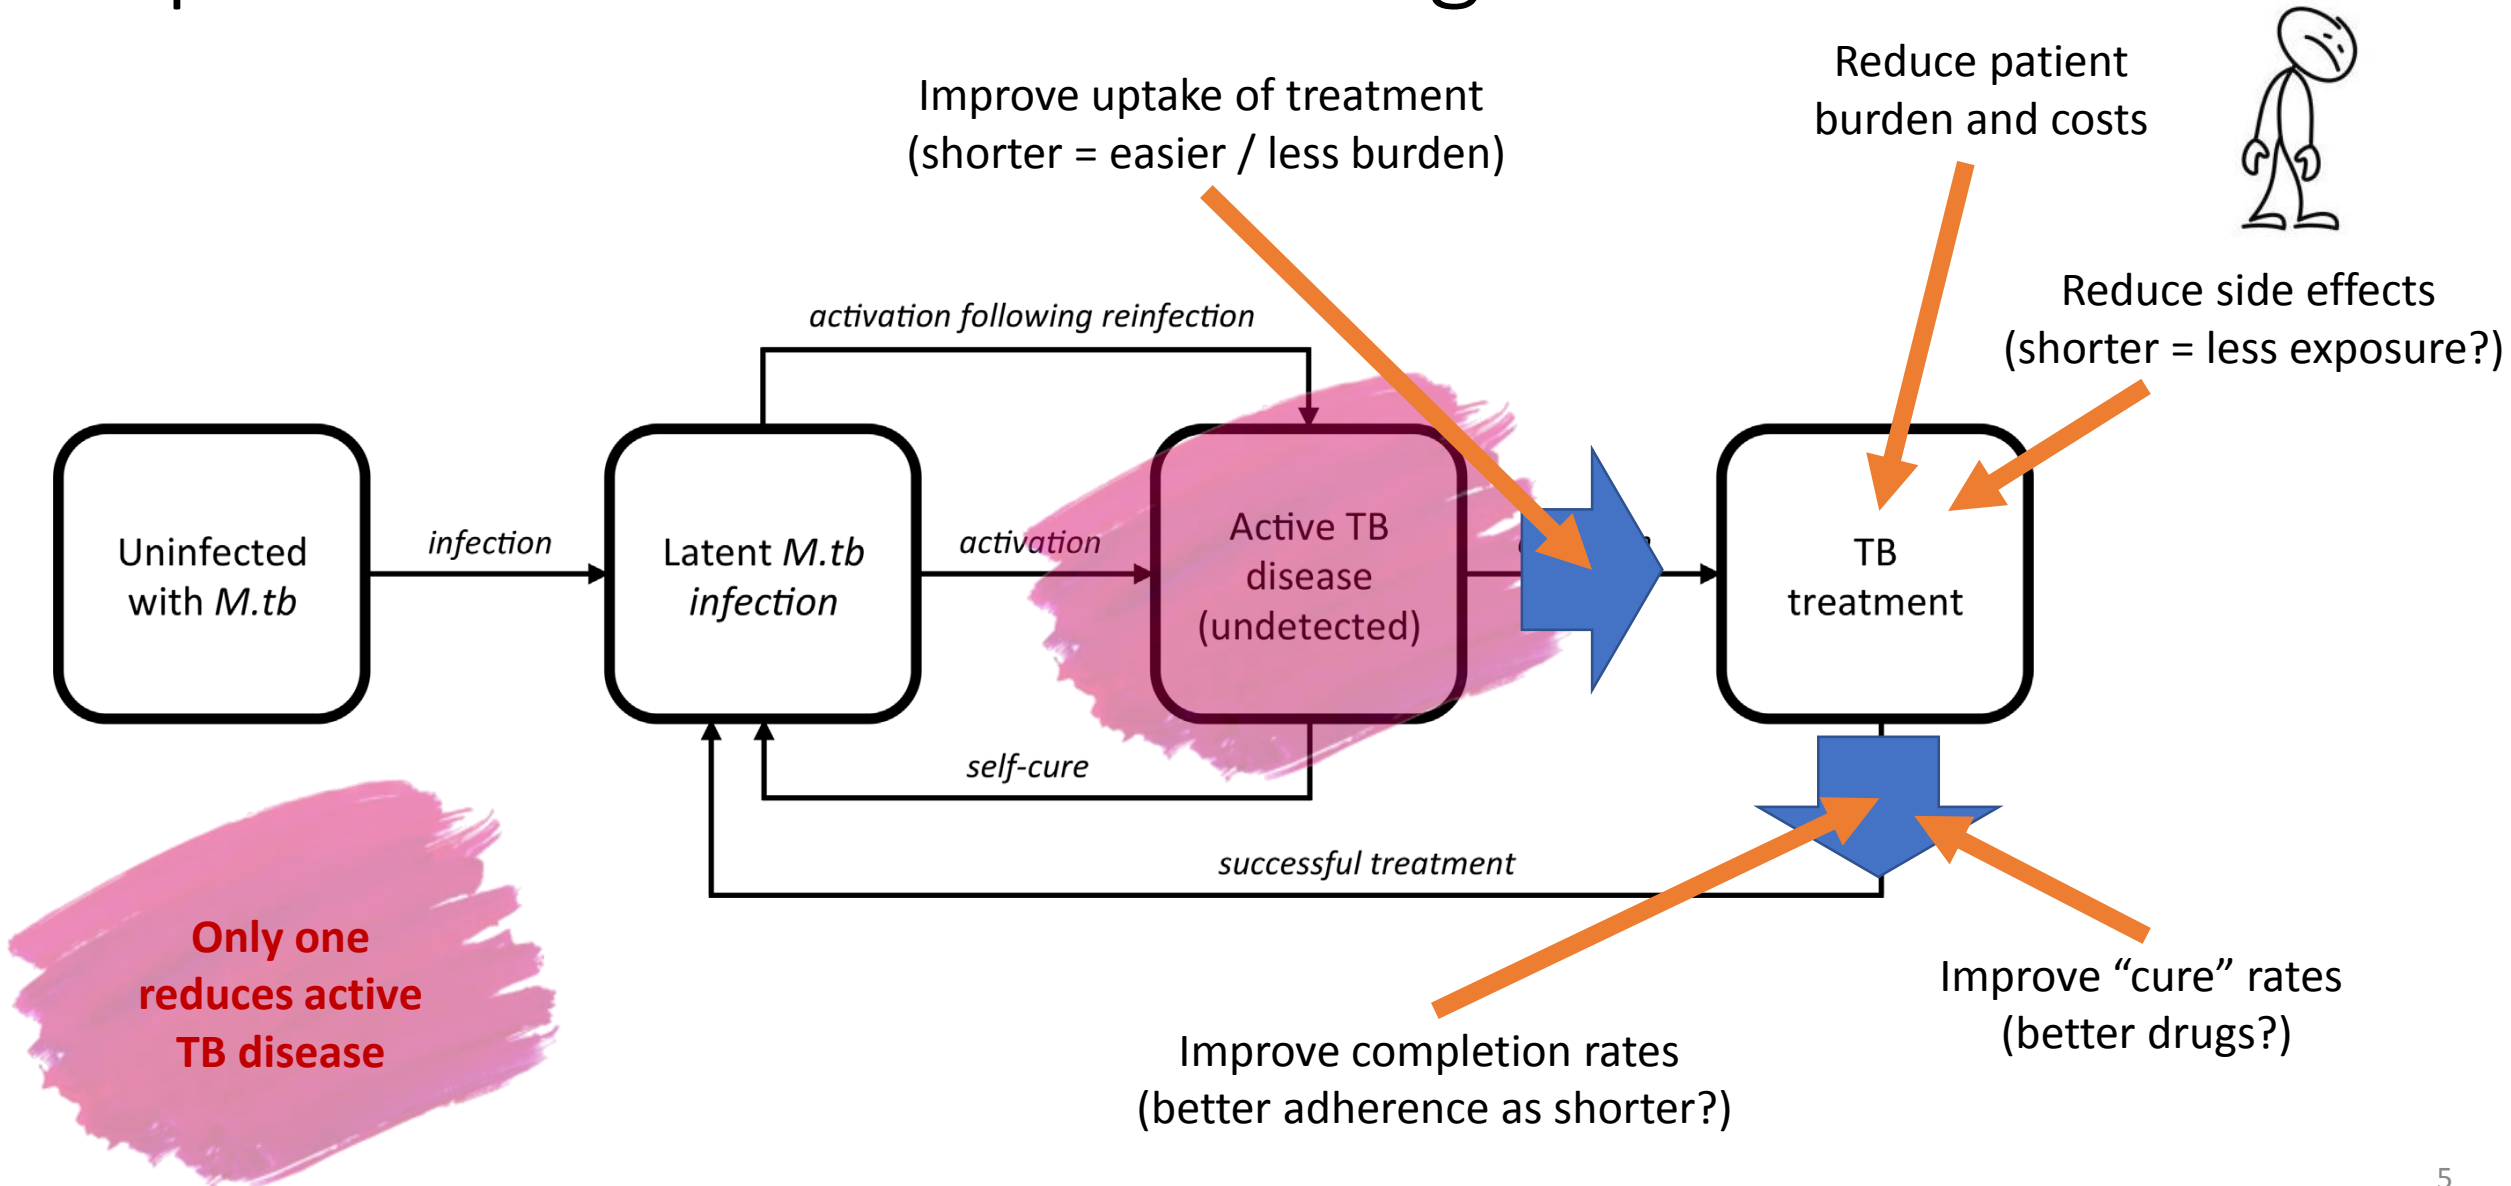 Improve uptake of treatment
(shorter = easier / less burden)
Reduce patient
burden and costs
Reduce side effects
(shorter = less exposure?)
activation following reinfection
Uninfected
with M.tb
infection
Latent M.tb
infection
activation
Active TB
disease
(undetected)
TB
treatment
self-cure
successful treatment
Only one
reduces active
TB disease
Improve completion rates
(better adherence as shorter?)
Improve “cure” rates
(better drugs?)
5